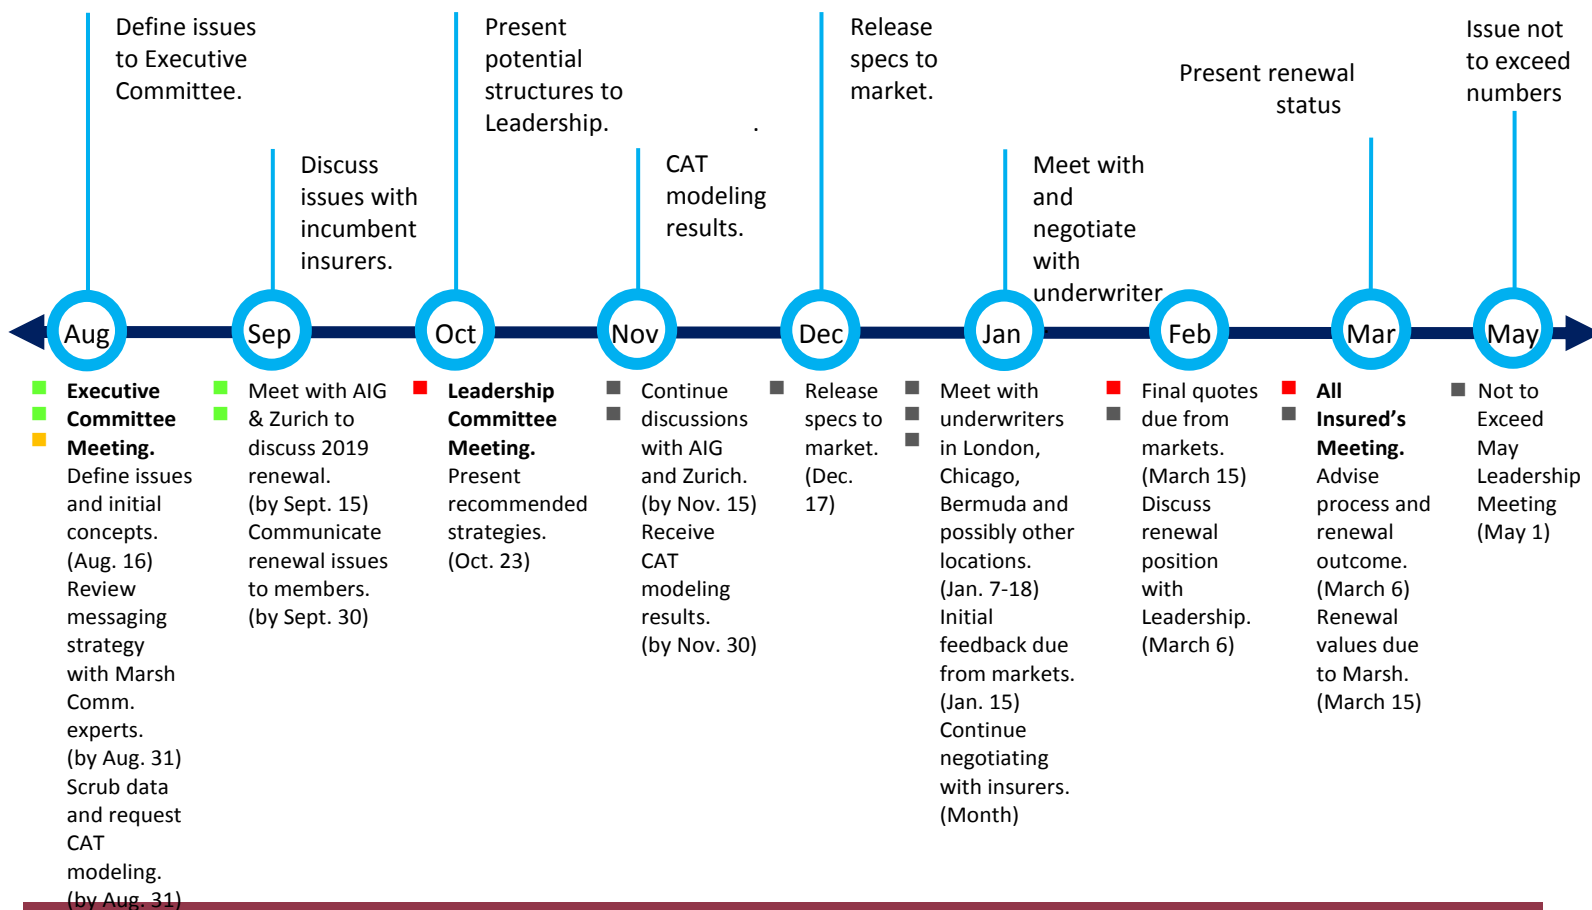 Define issues
to Executive
Committee.
Present
potential
structures to
Leadership.
.
Release
specs to
market.
Present renewal
status
Issue not
to exceed
numbers
Discuss
issues with
incumbent
insurers.
CAT
modeling
results.
Meet with
and
negotiate
with
underwriter
Aug
Sep
Oct
Nov
Dec
Jan
Feb
Mar
May
Executive
Committee
Meeting.
Define issues
and initial
concepts.
(Aug. 16)
Review
messaging
strategy
with Marsh
Comm.
experts.
(by Aug. 31)
Scrub data
and request
CAT
modeling.
(by Aug. 31)
Meet with AIG
& Zurich to
discuss 2019
renewal.
(by Sept. 15)
Communicate
renewal issues
to members.
(by Sept. 30)
Leadership
Committee
Meeting.
Present
recommended
strategies.
(Oct. 23)
Continue
discussions
with AIG
and Zurich.
(by Nov. 15)
Receive
CAT
modeling
results.
(by Nov. 30)
Release
specs to
market.
(Dec.
17)
Meet with
underwriters
in London,
Chicago,
Bermuda and
possibly other
locations.
(Jan. 7-18)
Initial
feedback due
from markets.
(Jan. 15)
Continue
negotiating
with insurers.
(Month)
Final quotes
due from
markets.
(March 15)
Discuss
renewal
position
with
Leadership.
(March 6)
All
Insured's
Meeting.
Advise
process and
renewal
outcome.
(March 6)
Renewal
values due
to Marsh.
(March 15)
Not to
Exceed
May
Leadership
Meeting
(May 1)